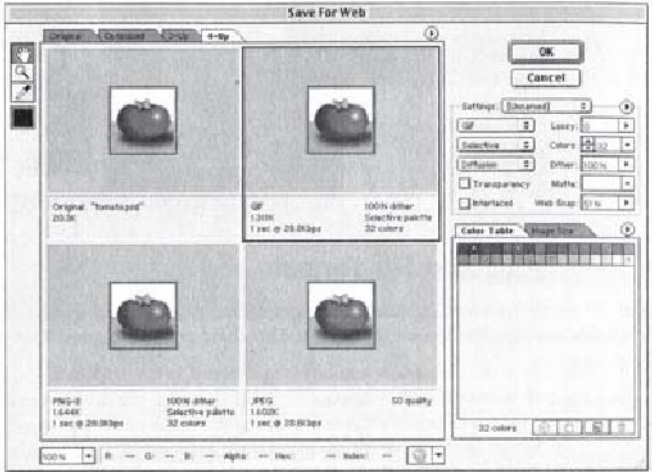 Save For Web
Original Optimized 2-Up 4-Up
OK
Cancel
Settings: [Unnamed]
GIF Lossy: 0
Selective Colors: 32
Diffusion Dither: 100%
Transparency Matte:
Interlaced Web Snap: 51%
Color Table Image Size
32 colors
Original: "tomato.psd"
20.3K
GIF 100% dither
Selective palette
1 sec @ 28.8Kbps 32 colors
PNG-8 100% dither
1.644K Selective palette
1 sec @ 28.8Kbps 32 colors
JPEG 50 quality
1.602K
1 sec @ 28.8Kbps
100% R: -- G: -- B: -- Alpha: -- Hex: -- Index: --